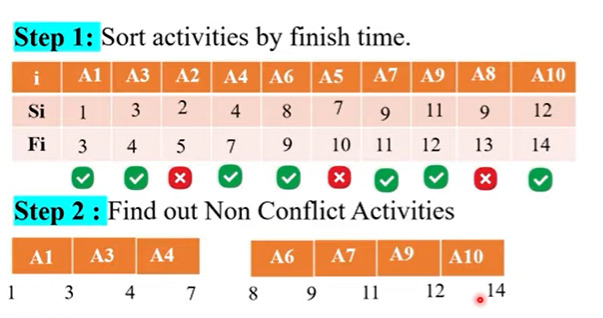 Step 1: Sort activities by finish time.
i A1 A3 A2 A4 A6 A5 A7 A9 A8 A10
Si 1 3 2 4 8 7 9 11 9 12
Fi 3 4 5 7 9 10 11 12 13 14
Step 2 : Find out Non Conflict Activities
A1 A3 A4 A6 A7 A9 A10
1 3 4 7 8 9 11 12 14